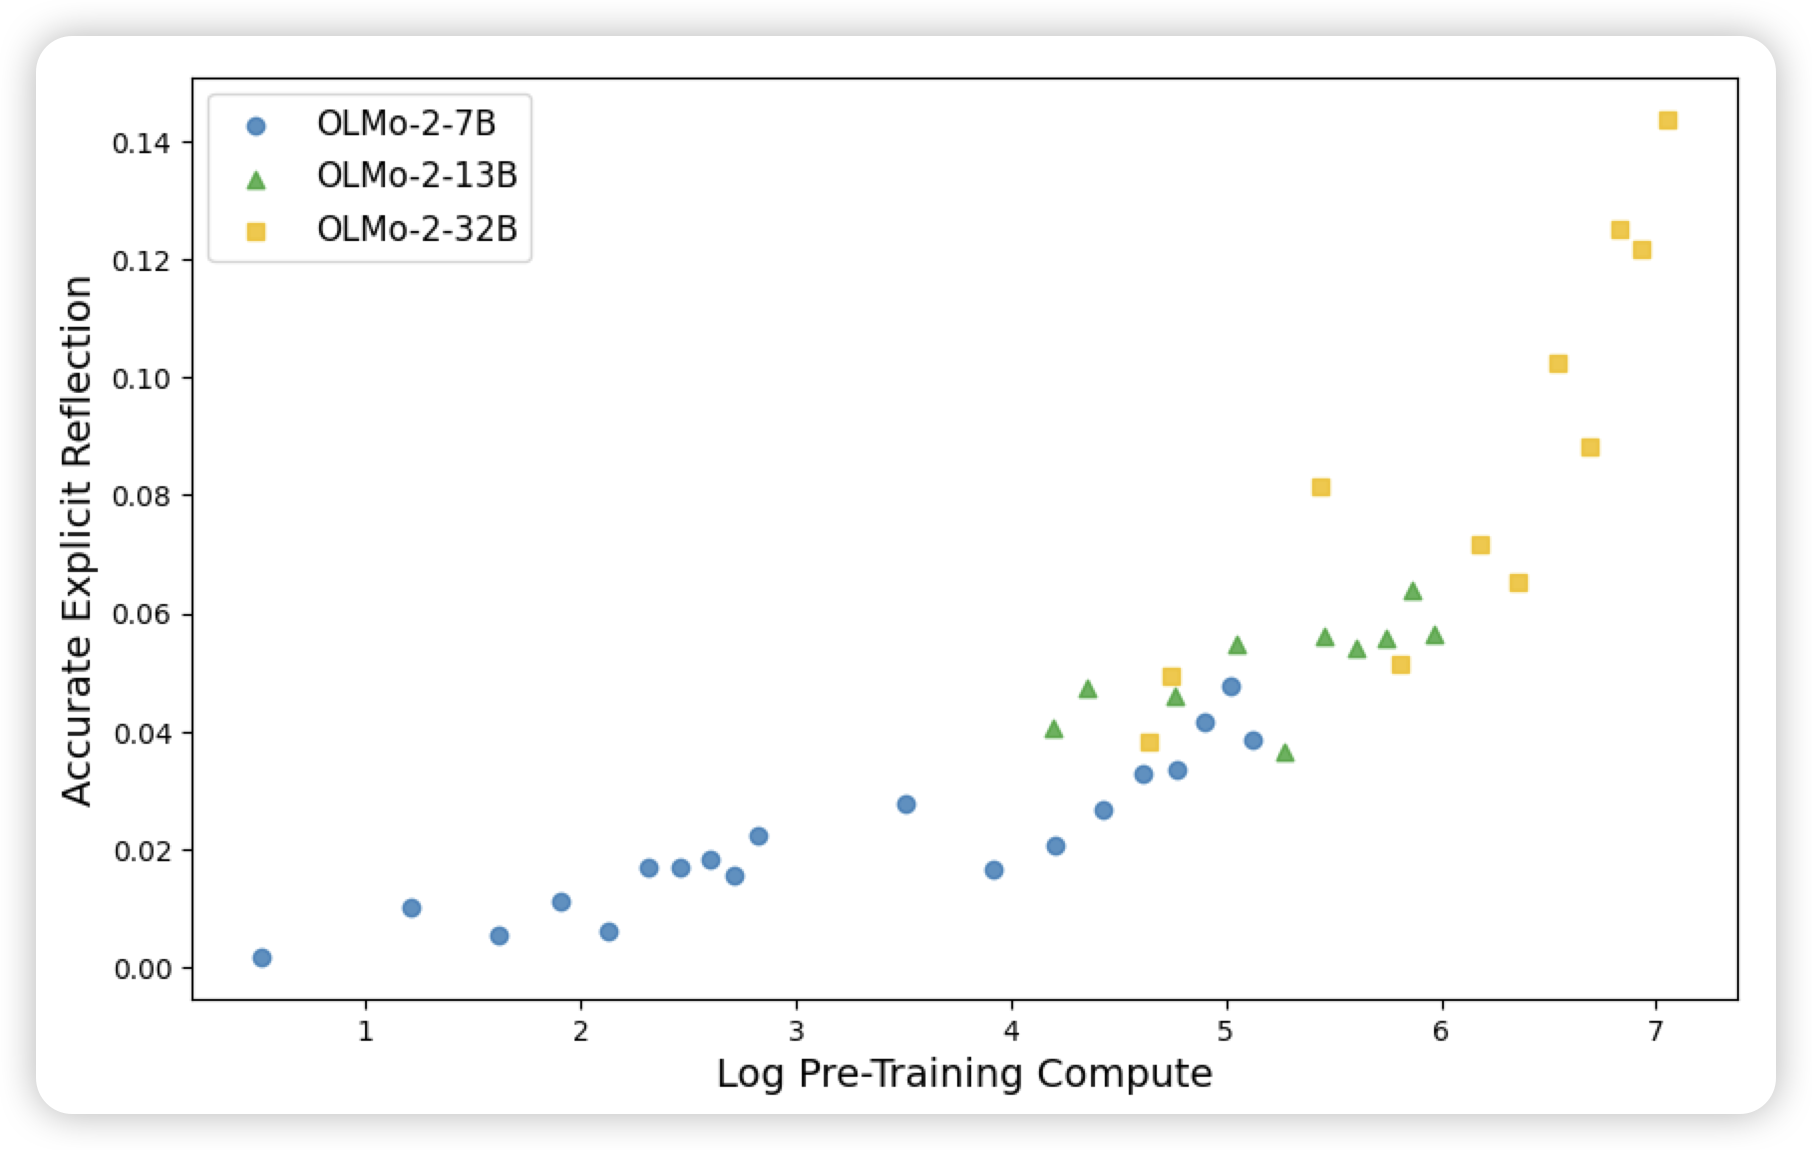 OLMo-2-7B
OLMo-2-13B
OLMo-2-32B
Accurate Explicit Reflection
0.14
0.12
0.10
0.08
0.06
0.04
0.02
0.00
1 2 3 4 5 6 7
Log Pre-Training Compute